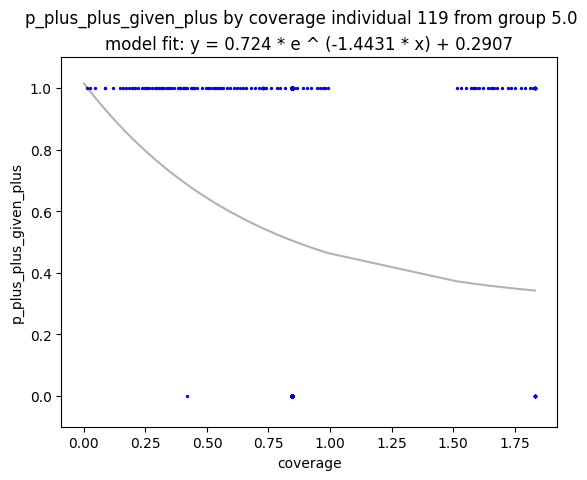 p_plus_plus_given_plus by coverage individual 119 from group 5.0
model fit: y = 0.724 * e ^ (-1.4431 * x) + 0.2907
1.0
0.8
0.6
0.4
0.2
0.0
p_plus_plus_given_plus
0.00 0.25 0.50 0.75 1.00 1.25 1.50 1.75
coverage